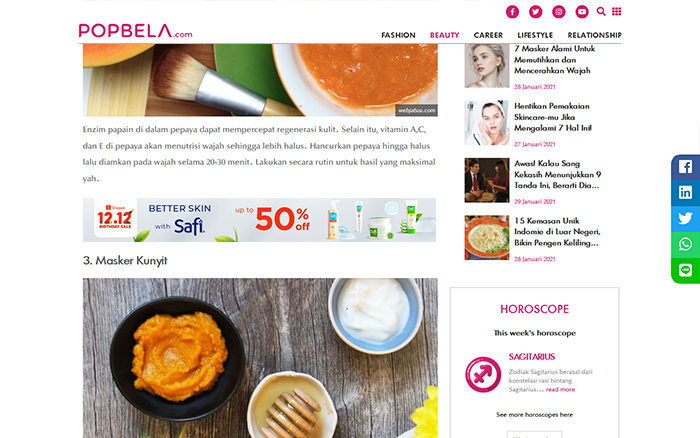 POPBELA.com
FASHION BEAUTY CAREER LIFESTYLE RELATIONSHIP
webjabza.com
Enzim papain di dalam pepaya dapat mempercepat regenerasi kulit. Selain itu, vitamin A,C,
dan E di pepaya akan menutrisi wajah sehingga lebih halus. Hancurkan pepaya hingga halus
lalu diamkan pada wajah selama 20-30 menit. Lakukan secara rutin untuk hasil yang maksimal
yah.
Shopee
12.12
BIRTHDAY SALE
BETTER SKIN
with Safi
up to 50% off
3. Masker Kunyit
7 Masker Alami Untuk
Memutihkan dan
Mencerahkan Wajah
28 Januari 2021
Hentikan Pemakaian
Skincare-mu Jika
Mengalami 7 Hal Ini!
27 Januari 2021
Awas! Kalau Sang
Kekasih Menunjukkan 9
Tanda Ini, Berarti Dia...
29 Januari 2021
15 Kemasan Unik
Indomie di Luar Negeri,
Bikin Pengen Keliling...
28 Januari 2021
HOROSCOPE
This week's horoscope
SAGITARIUS
Zodiak Sagitarius berasal dari
konstelasi rasi bintang
Sagitarius... read more
See more horoscopes here